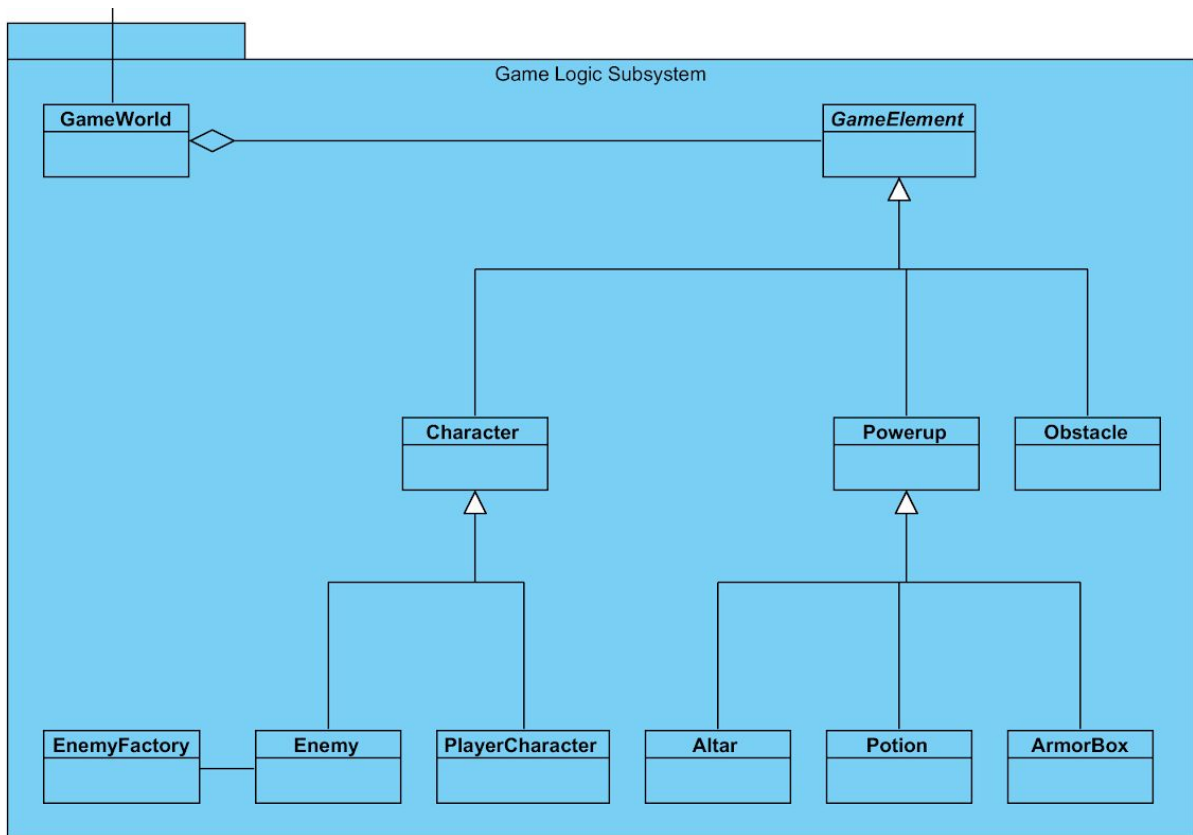 Game Logic Subsystem
GameWorld
GameElement
Character
Powerup
Obstacle
EnemyFactory
Enemy
PlayerCharacter
Altar
Potion
ArmorBox